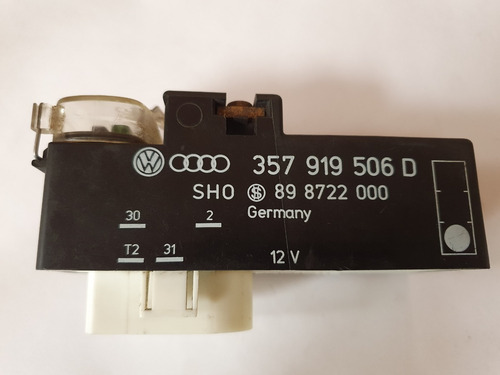 357 919 506 D
SHO 89 8722 000
Germany
30 2
T2 31
12 V